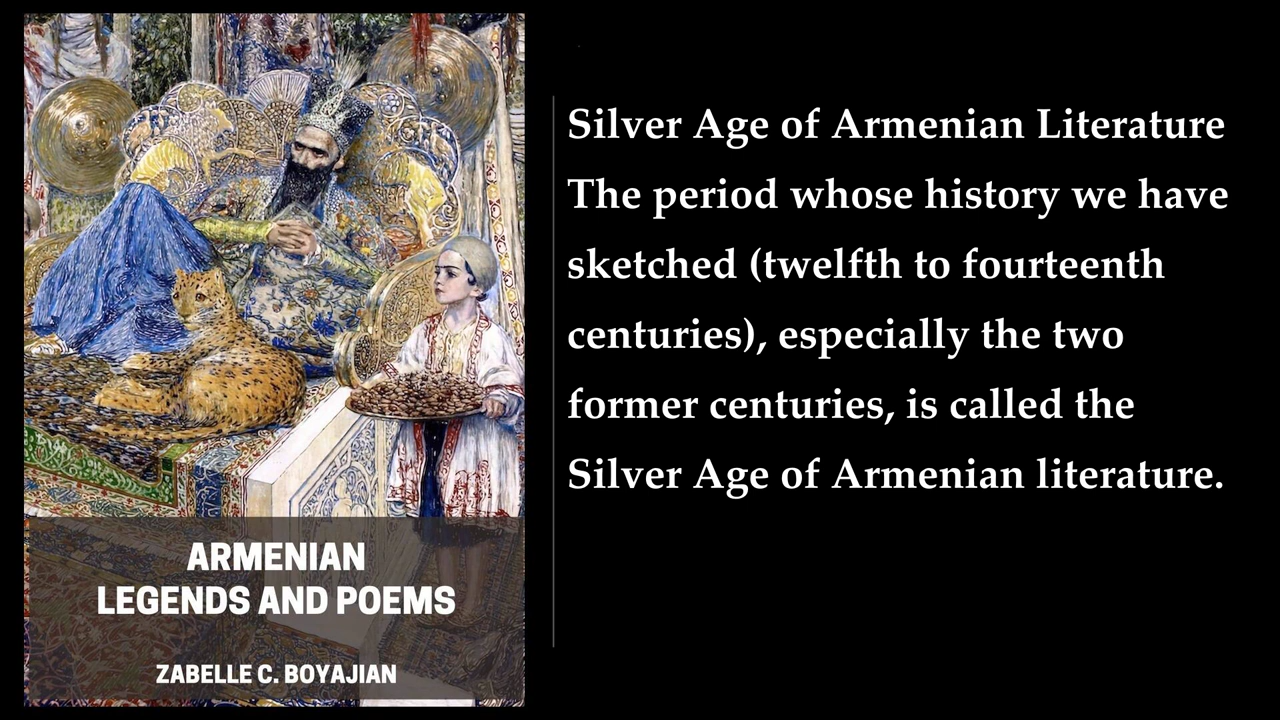 ARMENIAN
LEGENDS AND POEMS
ZABELLE C. BOYAJIAN
Silver Age of Armenian Literature
The period whose history we have
sketched (twelfth to fourteenth
centuries), especially the two
former centuries, is called the
Silver Age of Armenian literature.